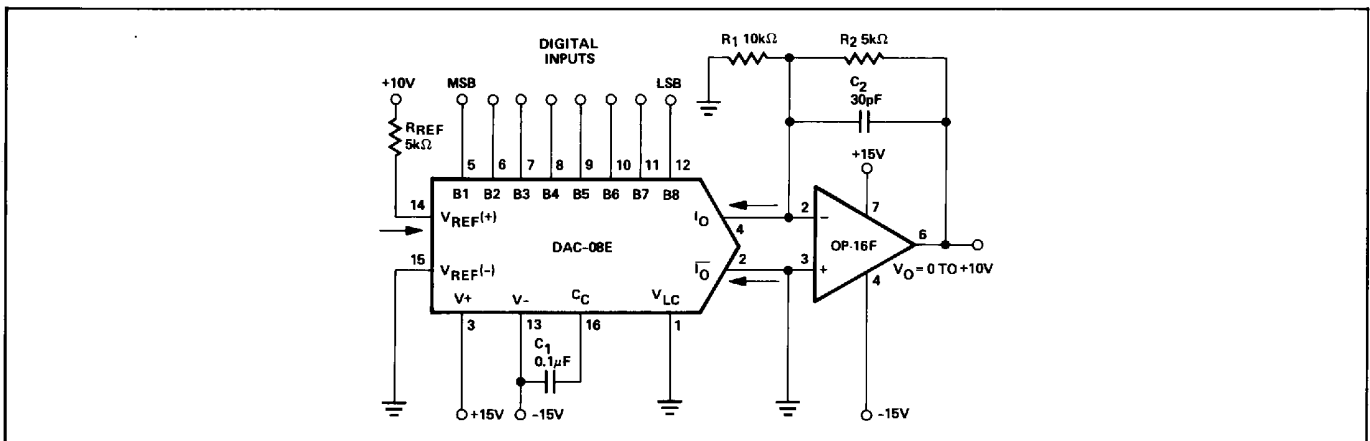 DIGITAL
INPUTS
R1 10kΩ
R2 5kΩ
C2
30pF
+10V
MSB
LSB
RREF
5kΩ
5
6
7
8
9
10
11
12
B1
B2
B3
B4
B5
B6
B7
B8
+15V
14
VREF(+)
IO
4
2
−
7
DAC-08E
OP-16F
6
15
VREF(−)
IO
2
3
+
4
VO = 0 TO +10V
V+
V−
CC
VLC
3
13
16
1
C1
0.1µF
+15V
-15V
-15V